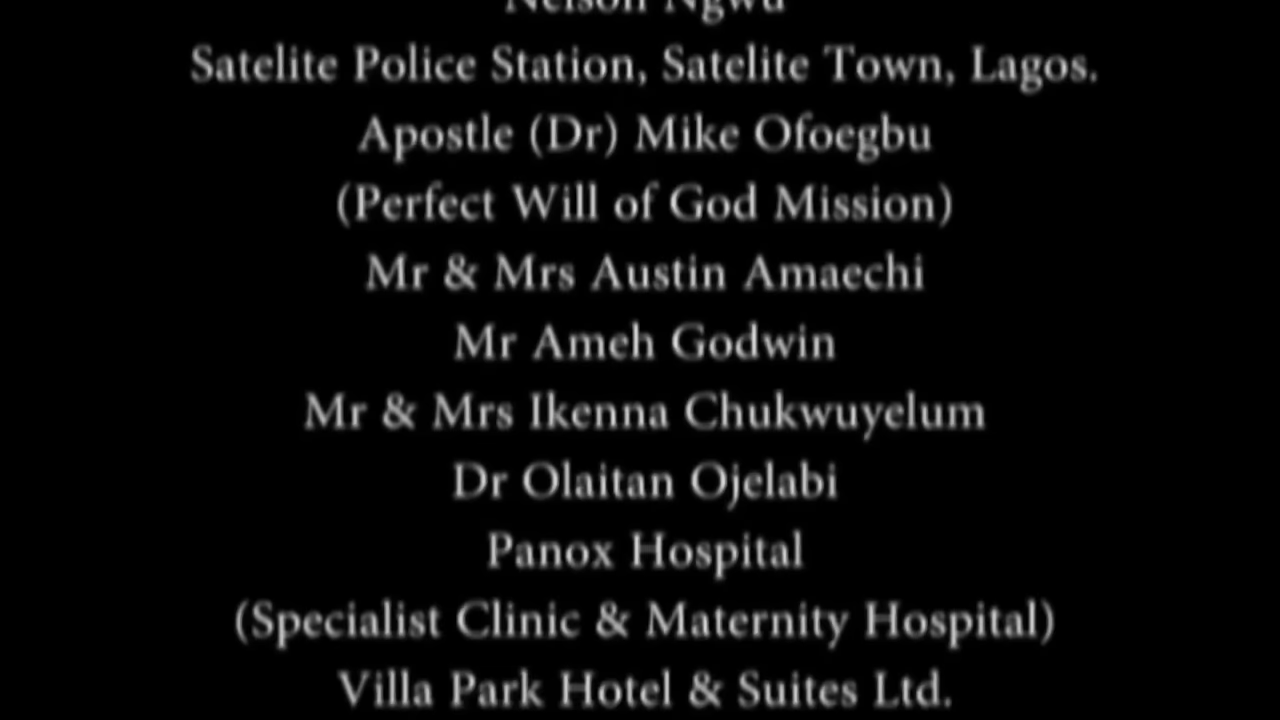 Nelson Ngwu
Satelite Police Station, Satelite Town, Lagos.
Apostle (Dr) Mike Ofoegbu
(Perfect Will of God Mission)
Mr & Mrs Austin Amaechi
Mr Ameh Godwin
Mr & Mrs Ikenna Chukwuyelum
Dr Olaitan Ojelabi
Panox Hospital
(Specialist Clinic & Maternity Hospital)
Villa Park Hotel & Suites Ltd.